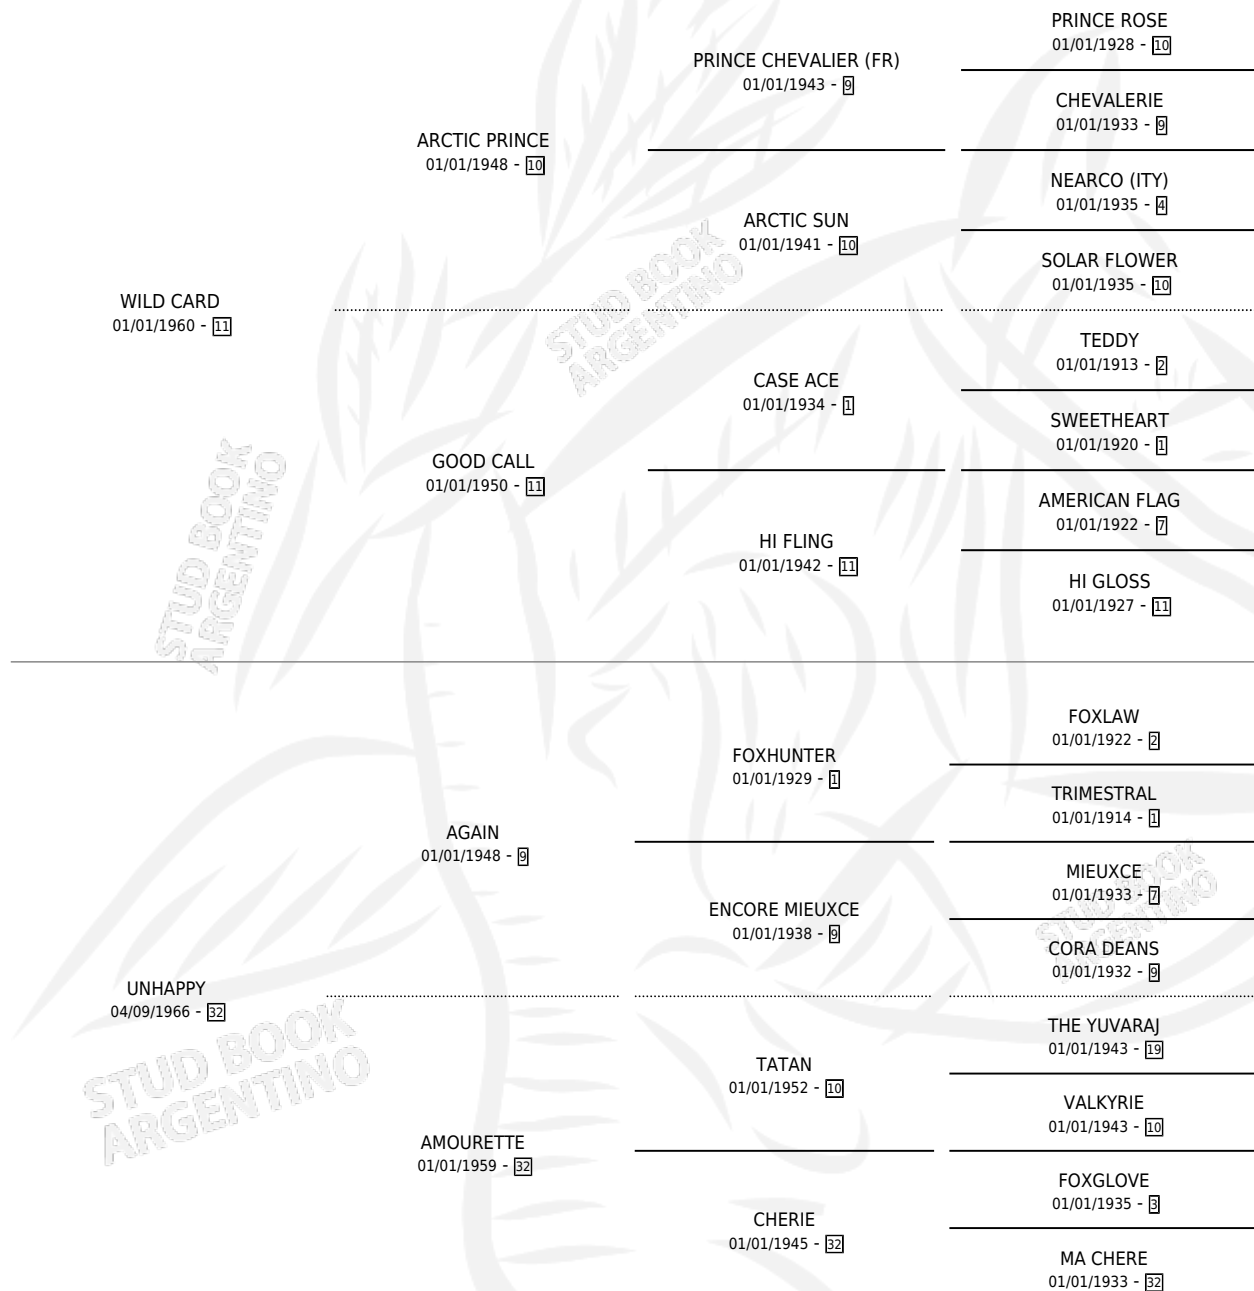 PRINCE ROSE
01/01/1928 - 10
PRINCE CHEVALIER (FR)
01/01/1943 - 9
CHEVALERIE
01/01/1933 - 9
ARCTIC PRINCE
01/01/1948 - 10
NEARCO (ITY)
01/01/1935 - 4
ARCTIC SUN
01/01/1941 - 10
SOLAR FLOWER
01/01/1935 - 10
WILD CARD
01/01/1960 - 11
TEDDY
01/01/1913 - 2
CASE ACE
01/01/1934 - 1
SWEETHEART
01/01/1920 - 1
GOOD CALL
01/01/1950 - 11
AMERICAN FLAG
01/01/1922 - 7
HI FLING
01/01/1942 - 11
HI GLOSS
01/01/1927 - 11
FOXLAW
01/01/1922 - 2
FOXHUNTER
01/01/1929 - 1
TRIMESTRAL
01/01/1914 - 1
AGAIN
01/01/1948 - 9
MIEUXCE
01/01/1933 - 7
ENCORE MIEUXCE
01/01/1938 - 9
CORA DEANS
01/01/1932 - 9
UNHAPPY
04/09/1966 - 32
THE YUVARAJ
01/01/1943 - 19
TATAN
01/01/1952 - 10
VALKYRIE
01/01/1943 - 10
AMOURETTE
01/01/1959 - 32
FOXGLOVE
01/01/1935 - 3
CHERIE
01/01/1945 - 32
MA CHERE
01/01/1933 - 32
STUD BOOK
ARGENTINO
STUD BOOK
ARGENTINO
STUD BOOK
ARGENTINO
STUD BOOK
ARGENTINO